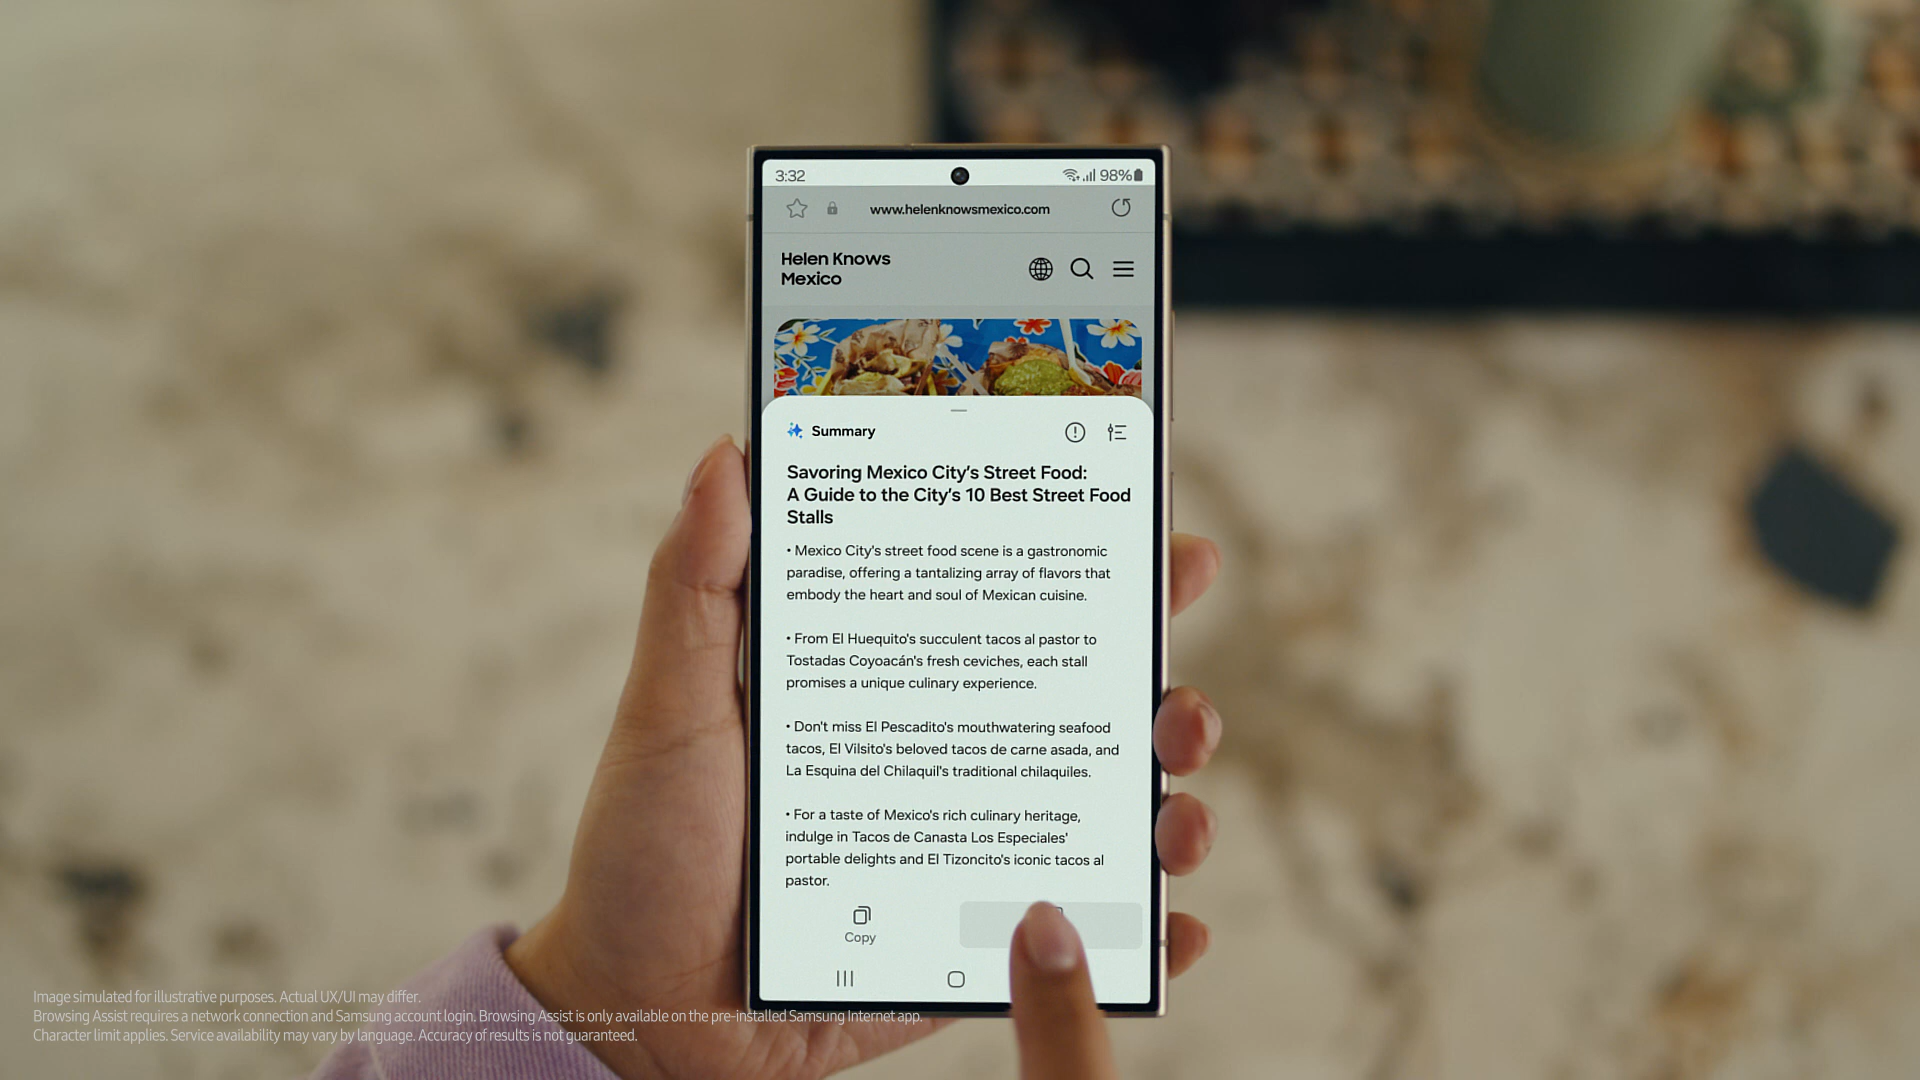 3:32
98%
www.helenknowsmexico.com
Helen Knows
Mexico
Summary
Savoring Mexico City's Street Food:
A Guide to the City's 10 Best Street Food
Stalls
• Mexico City's street food scene is a gastronomic
paradise, offering a tantalizing array of flavors that
embody the heart and soul of Mexican cuisine.
• From El Huequito's succulent tacos al pastor to
Tostadas Coyoacán's fresh ceviches, each stall
promises a unique culinary experience.
• Don't miss El Pescadito's mouthwatering seafood
tacos, El Vilsito's beloved tacos de carne asada, and
La Esquina del Chilaquil's traditional chilaquiles.
• For a taste of Mexico's rich culinary heritage,
indulge in Tacos de Canasta Los Especiales'
portable delights and El Tizoncito's iconic tacos al
pastor.
Copy
Image simulated for illustrative purposes. Actual UX/UI may differ.
Browsing Assist requires a network connection and Samsung account login. Browsing Assist is only available on the pre-installed Samsung Internet app.
Character limit applies. Service availability may vary by language. Accuracy of results is not guaranteed.